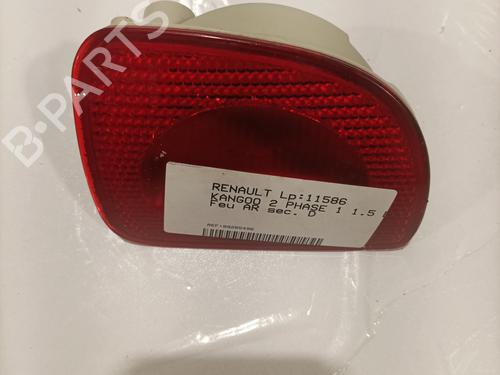 B-PARTS
RENAULT Lp:11586
KANGOO 2 PHASE 1 1.5
Feu AR sec. D